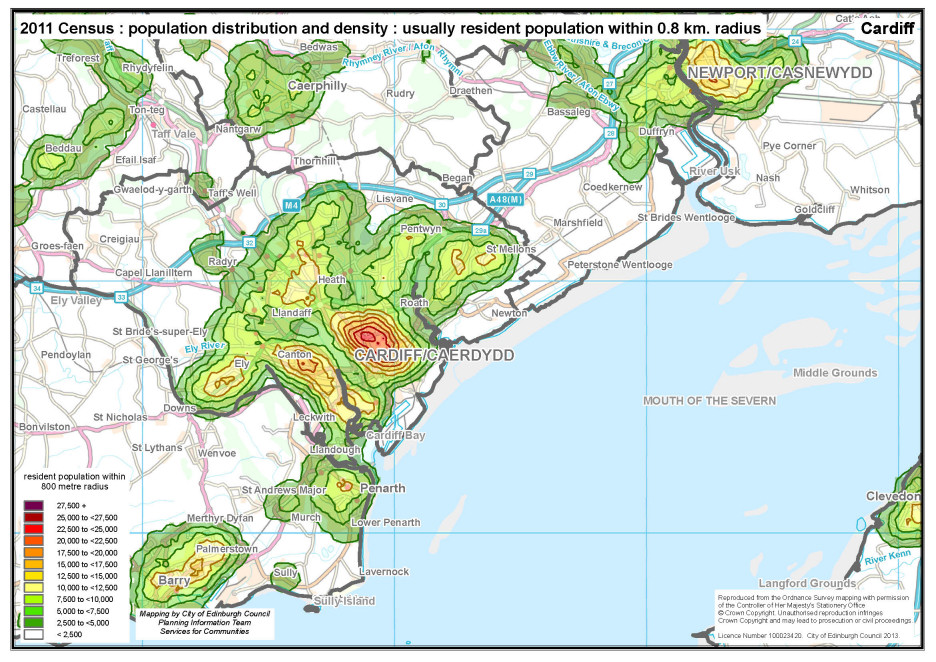 2011 Census : population distribution and density : usually resident population within 0.8 km. radius
Cardiff
Treforest
Rhydyfelin
Bedwas
Rhymney River / Afon Rhymni
Caerphilly
Rudry
Draethen
Ebbw River / Afon Ebwy
24
NEWPORT/CASNEWYDD
27
Castellau
Ton-teg
Taff Vale
Nantgarw
Bassaleg
28
Duffryn
Beddau
Efail Isaf
Thornhill
Pye Corner
River Usk
Nash
Gwaelod-y-garth
Taff's Well
Began
29
Coedkernew
Whitson
M4
Lisvane
30
A48(M)
Goldcliff
St Brides Wentlooge
Marshfield
Pentwyn
29a
Groes-faen
Creigiau
32
St Mellons
Radyr
Peterstone Wentlooge
Capel Llanilltern
Heath
34
33
Ely Valley
Roath
Llandaff
Newton
St Bride's-super-Ely
Ely River
Pendoylan
St George's
Canton
CARDIFF/CAERDYDD
Ely
Middle Grounds
MOUTH OF THE SEVERN
Downs
St Nicholas
Leckwith
Bonvilston
Cardiff Bay
St Lythans
Wenvoe
Llandough
St Andrews Major
Penarth
Clevedon
Merthyr Dyfan
Murch
Lower Penarth
Palmerstown
River Kenn
Barry
Sully
Lavernock
Langford Grounds
Sully Island
resident population within
800 metre radius
27,500 +
25,000 to <27,500
22,500 to <25,000
20,000 to <22,500
17,500 to <20,000
15,000 to <17,500
12,500 to <15,000
10,000 to <12,500
7,500 to <10,000
5,000 to <7,500
2,500 to <5,000
< 2,500
Mapping by City of Edinburgh Council
Planning Information Team
Services for Communities
Reproduced from the Ordnance Survey mapping with permission
of the Controller of Her Majesty's Stationery Office
© Crown Copyright. Unauthorised reproduction infringes
Crown Copyright and may lead to prosecution or civil proceedings
Licence Number 100023420. City of Edinburgh Council 2013